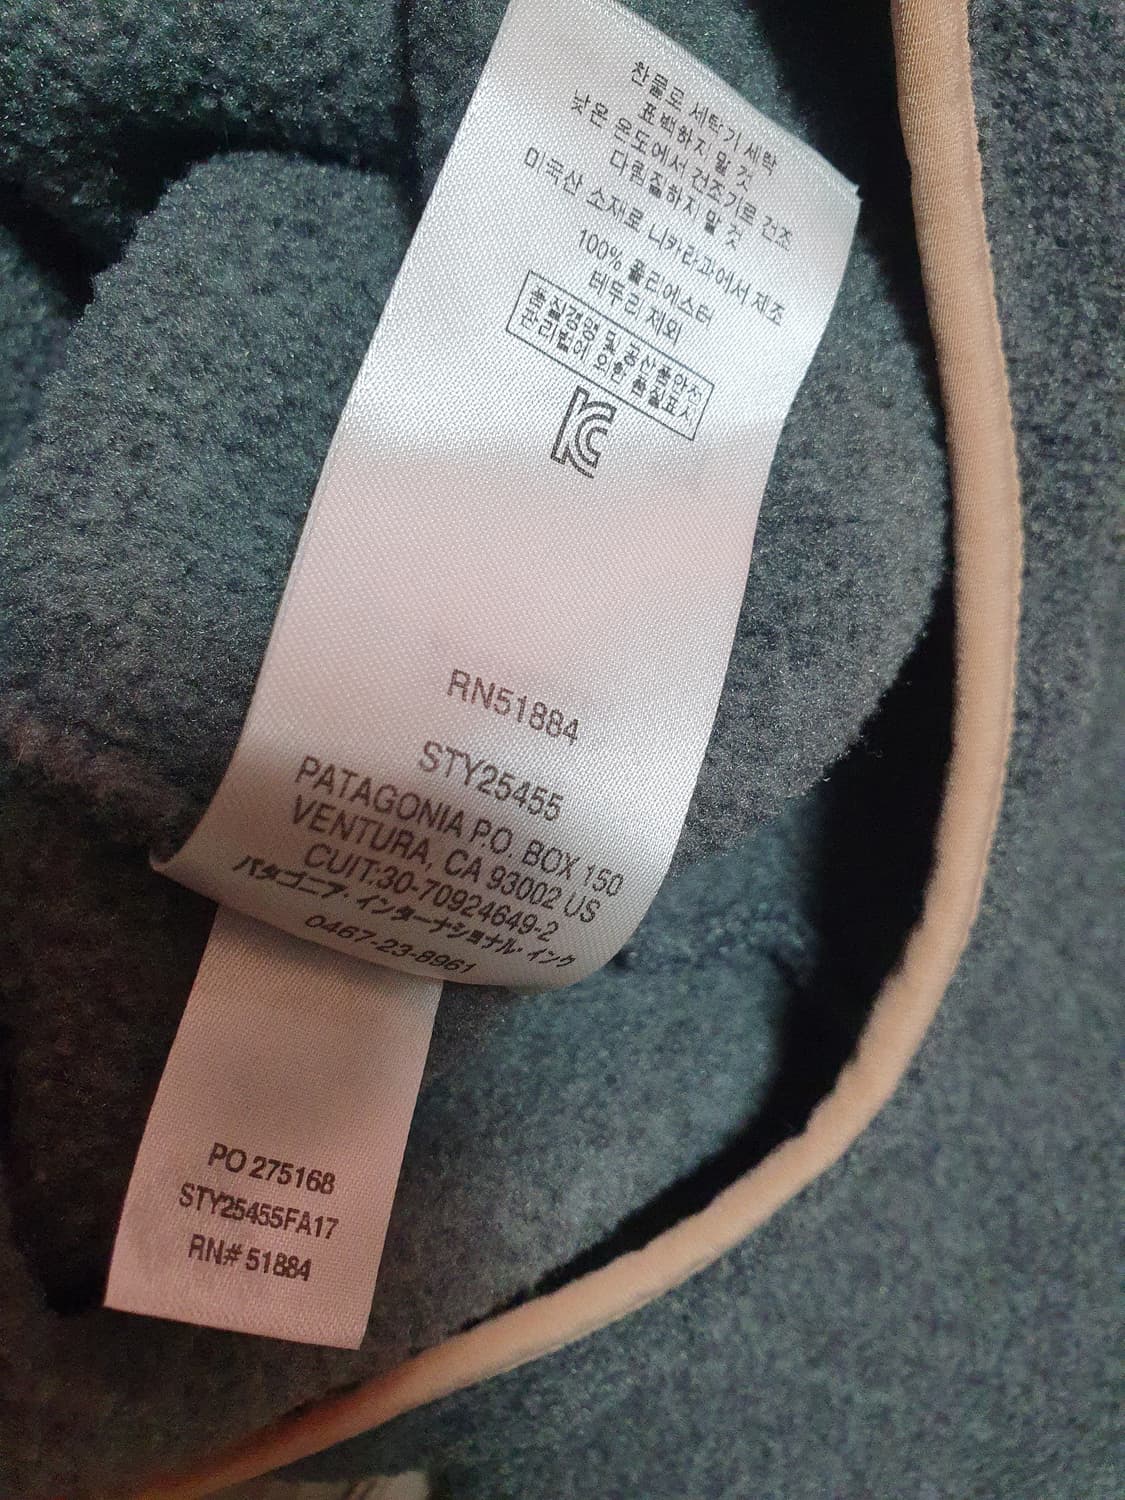 찬물로 세탁기 세탁
표백하지 말 것
낮은 온도에서 건조기로 건조
다림질하지 말 것
미국산 소재로 니카라과에서 제조
100% 폴리에스터
테두리 제외
품질경영 및 공산품안전
관리법에 의한 품질표시
RN51884
STY25455
PATAGONIA P.O. BOX 150
VENTURA, CA 93002 US
CUIT:30-70924649-2
パタゴニア・インターナショナル・インク
0467-23-8961
PO 275168
STY25455FA17
RN# 51884